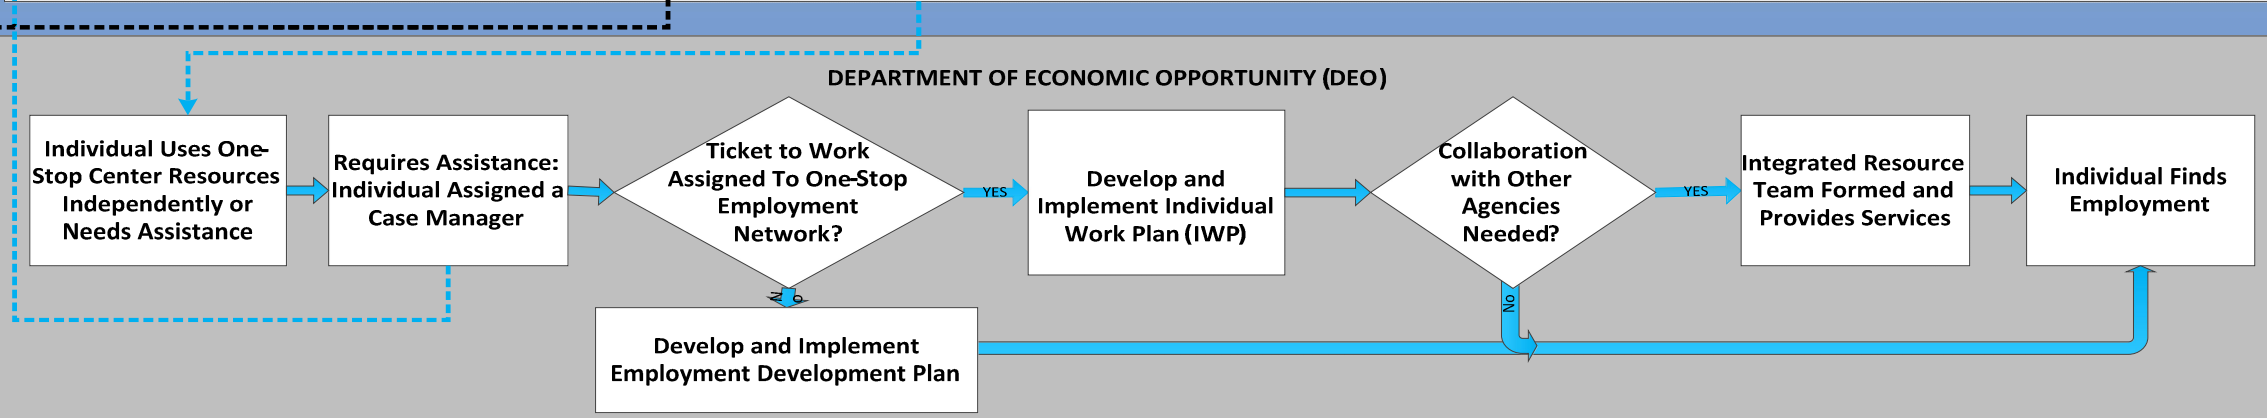 DEPARTMENT OF ECONOMIC OPPORTUNITY (DEO)
Individual Uses One-
Stop Center Resources
Independently or
Needs Assistance
Requires Assistance:
Individual Assigned a
Case Manager
Ticket to Work
Assigned To One-Stop
Employment
Network?
YES
No
Develop and
Implement Individual
Work Plan (IWP)
Collaboration
with Other
Agencies
Needed?
YES
No
Integrated Resource
Team Formed and
Provides Services
Individual Finds
Employment
Develop and Implement
Employment Development Plan